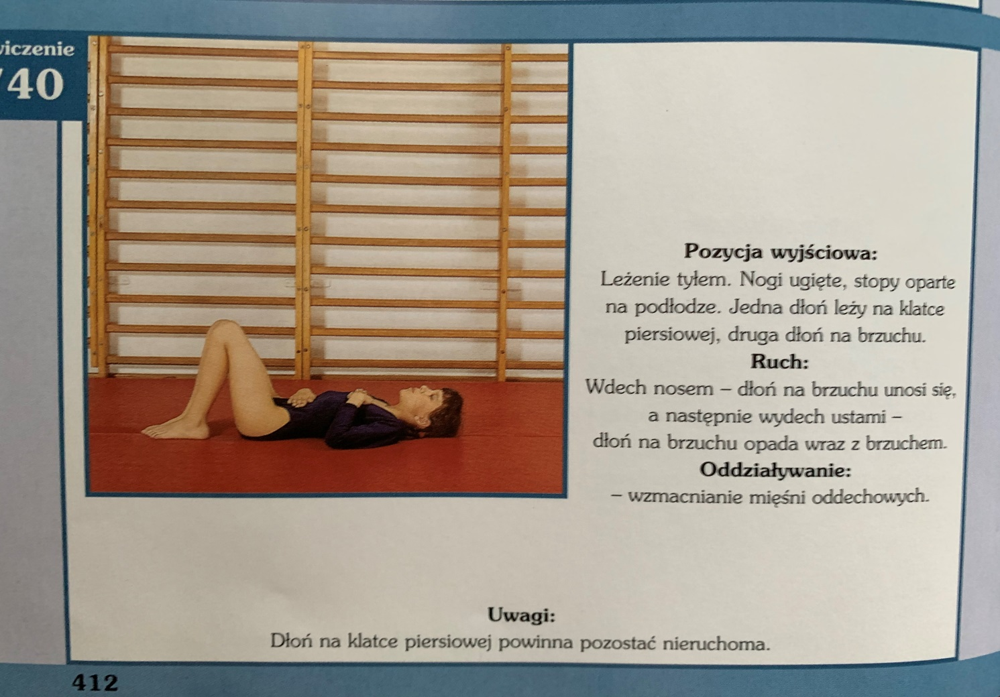 40
Pozycja wyjściowa:
Leżenie tyłem. Nogi ugięte, stopy oparte
na podłodze. Jedna dłoń leży na klatce
piersiowej, druga dłoń na brzuchu.
Ruch:
Wdech nosem – dłoń na brzuchu unosi się,
a następnie wydech ustami –
dłoń na brzuchu opada wraz z brzuchem.
Oddziaływanie:
– wzmacnianie mięśni oddechowych.
Uwagi:
Dłoń na klatce piersiowej powinna pozostać nieruchoma.
412